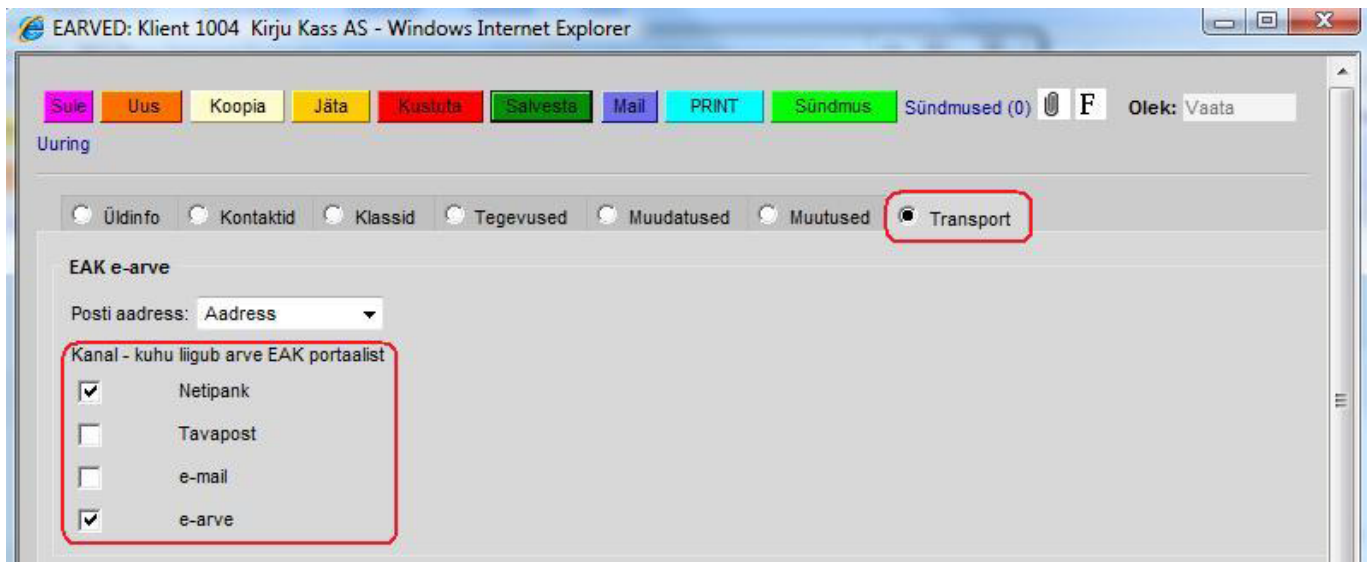 EARVED: Klient 1004 Kirju Kass AS - Windows Internet Explorer
Sule Uus Koopia Jäta Kustuta Salvesta Mail PRINT Sündmus Sündmused (0) F Olek: Vaata
Uuring
Üldinfo Kontaktid Klassid Tegevused Muudatused Muutused Transport
EAK e-arve
Posti aadress: Aadress
Kanal - kuhu liigub arve EAK portaalist
Netipank
Tavapost
e-mail
e-arve